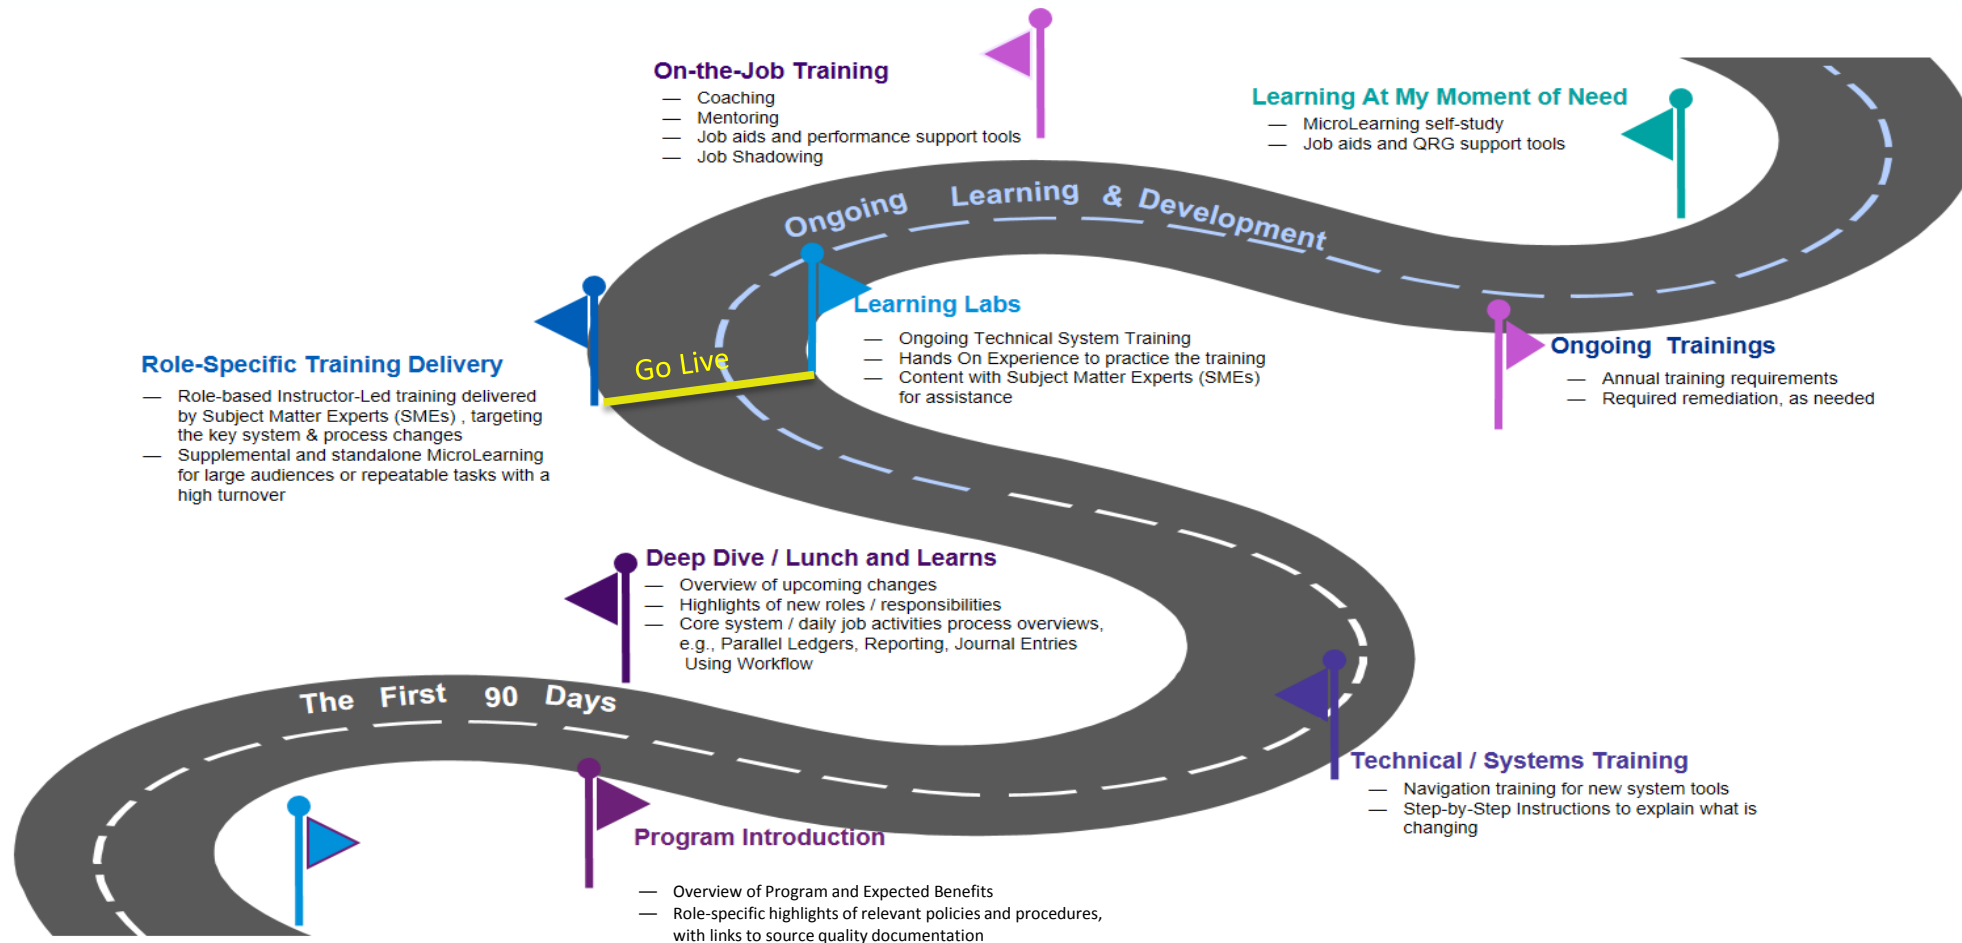 On-the-Job Training
— Coaching
— Mentoring
— Job aids and performance support tools
— Job Shadowing
Learning At My Moment of Need
— MicroLearning self-study
— Job aids and QRG support tools
Ongoing Learning & Development
Learning Labs
— Ongoing Technical System Training
— Hands On Experience to practice the training
— Content with Subject Matter Experts (SMEs)
for assistance
Ongoing Trainings
— Annual training requirements
— Required remediation, as needed
Go Live
Role-Specific Training Delivery
— Role-based Instructor-Led training delivered
by Subject Matter Experts (SMEs) , targeting
the key system & process changes
— Supplemental and standalone MicroLearning
for large audiences or repeatable tasks with a
high turnover
Deep Dive / Lunch and Learns
— Overview of upcoming changes
— Highlights of new roles / responsibilities
— Core system / daily job activities process overviews,
e.g., Parallel Ledgers, Reporting, Journal Entries
Using Workflow
The First 90 Days
Technical / Systems Training
— Navigation training for new system tools
— Step-by-Step Instructions to explain what is
changing
Program Introduction
— Overview of Program and Expected Benefits
— Role-specific highlights of relevant policies and procedures,
with links to source quality documentation